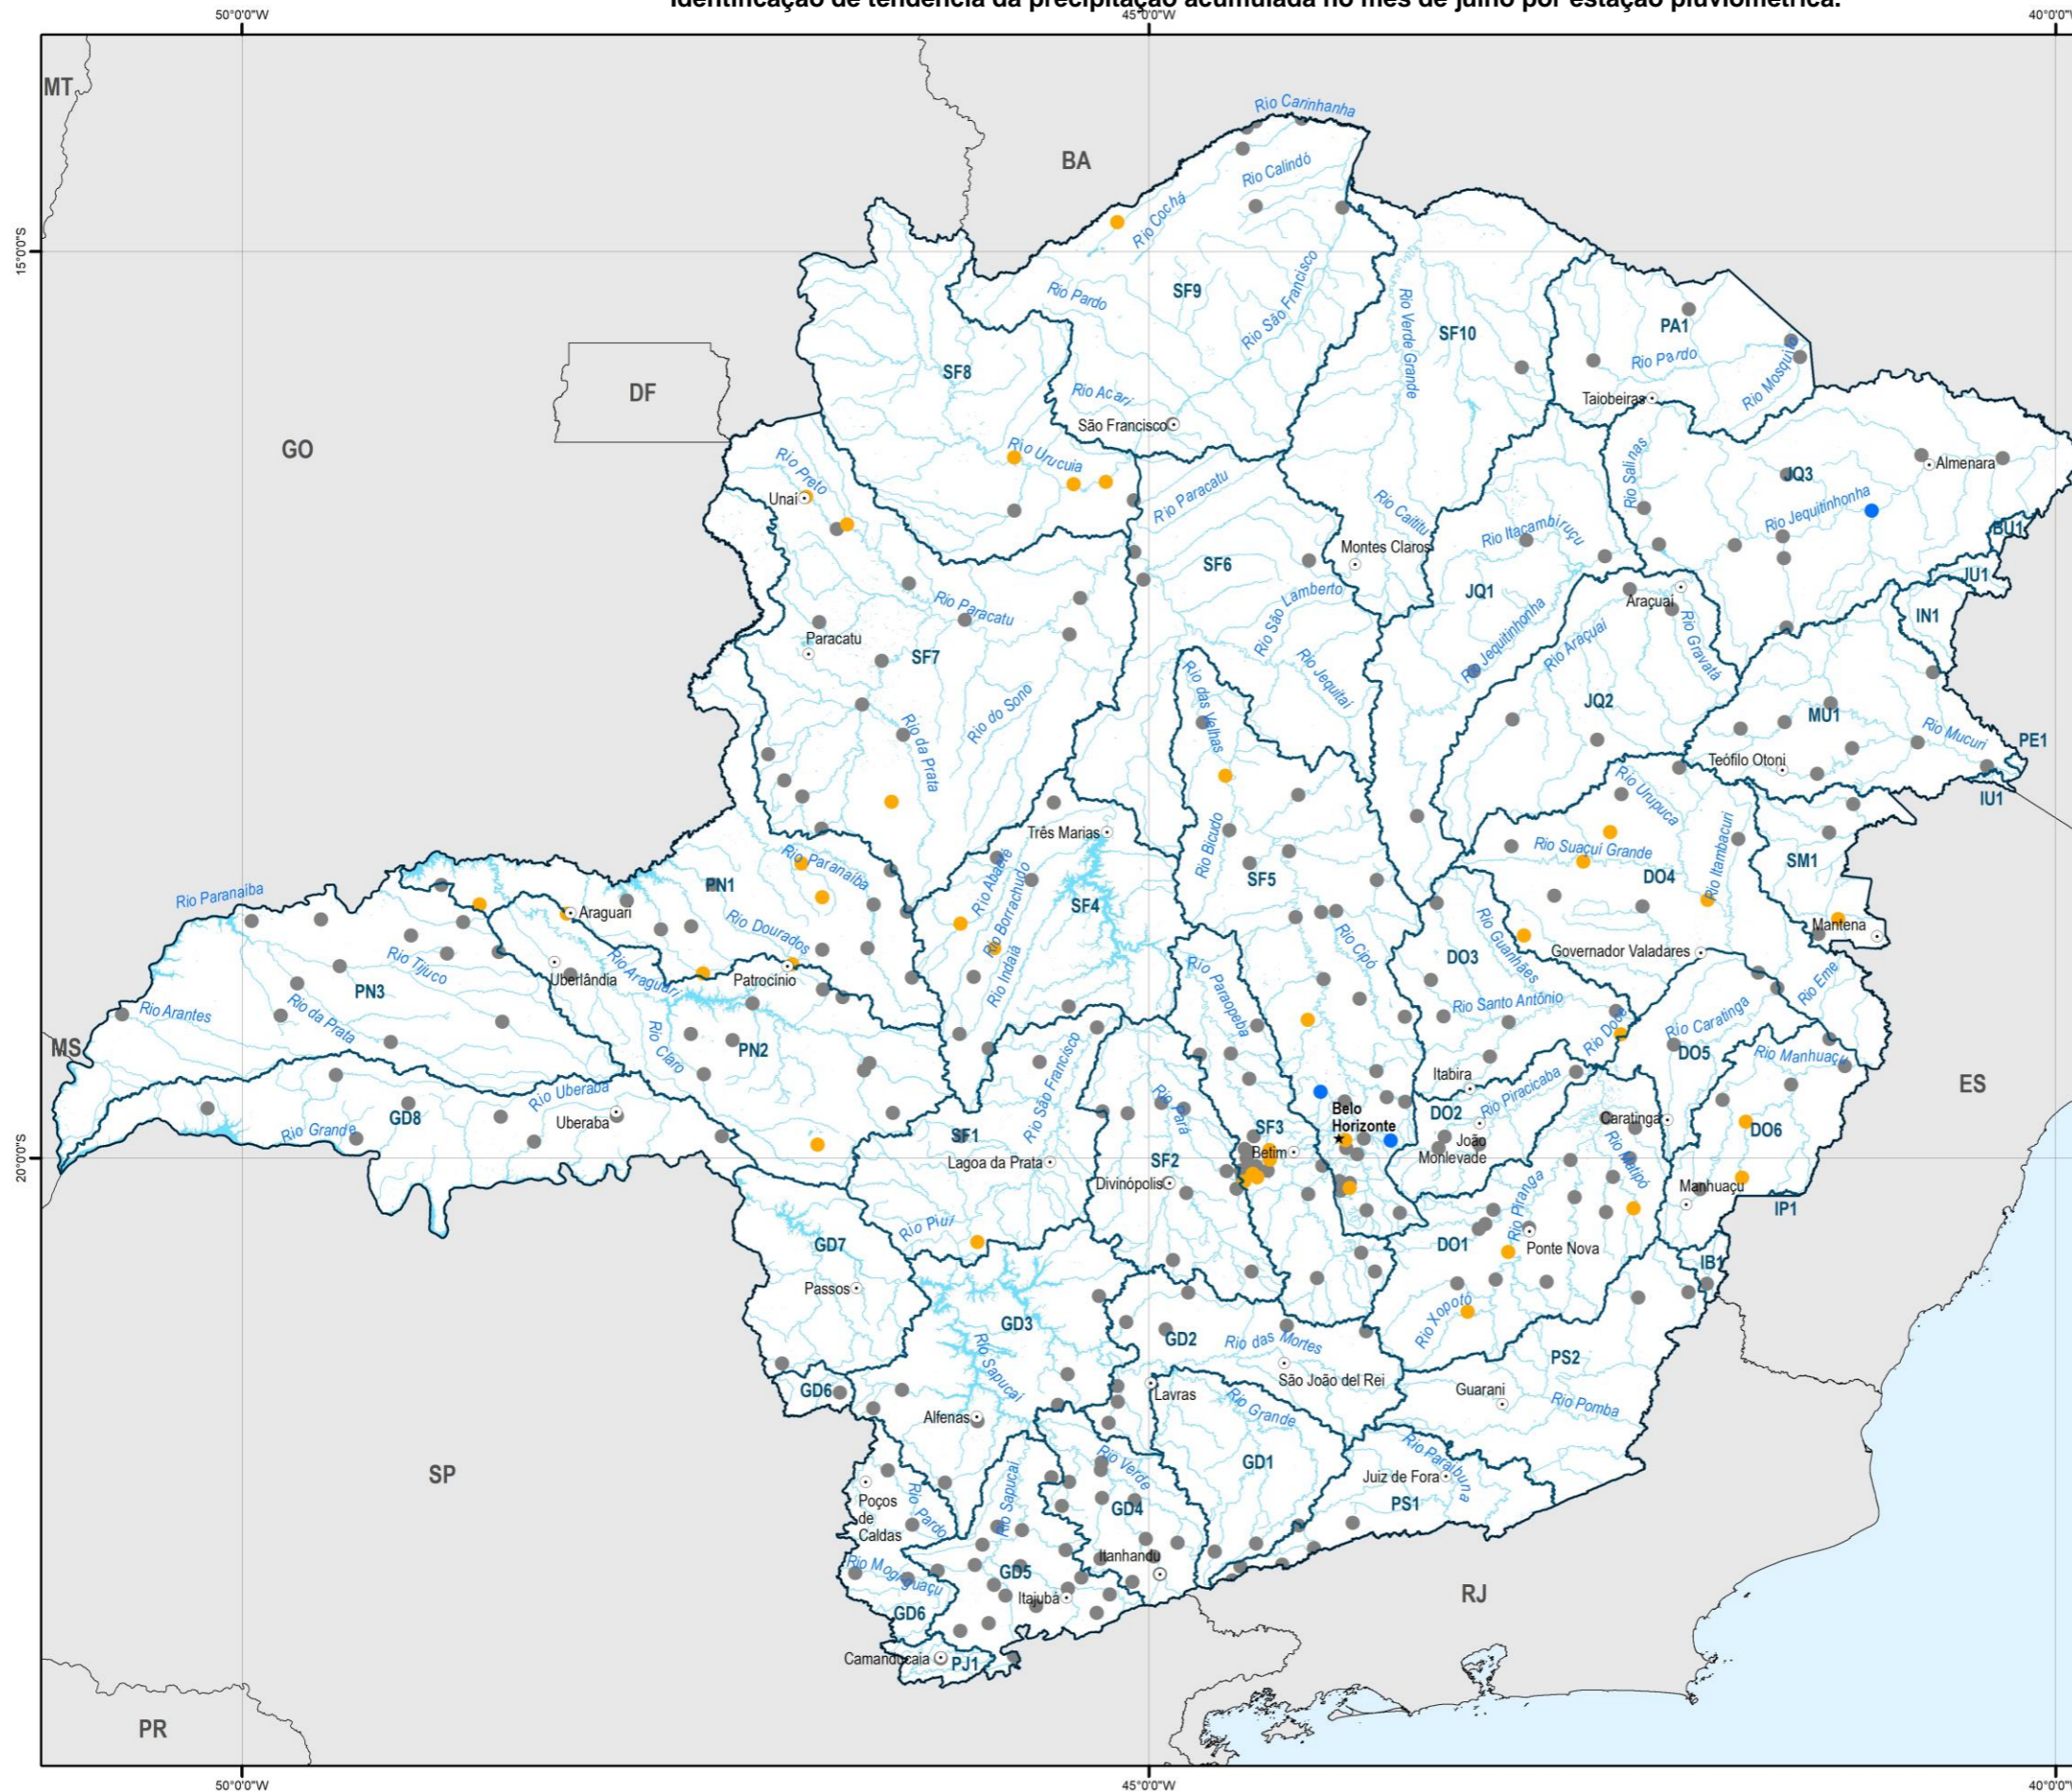 Identificação de tendência da precipitação acumulada no mês de julho por estação pluviométrica.
50°0'0"W
45°0'0"W
40°0'0"W
MT
Rio Carinhanha
BA
Rio Calindó
Rio Cochá
15°0'0"S
Rio Pardo
SF9
Rio São Francisco
Rio Verde Grande
SF10
PA1
Rio Pardo
Rio Mosquito
SF8
DF
Rio Acari
Taiobeiras
São Francisco
GO
Rio Preto
Rio Urucuia
Rio Salinas
Almenara
JQ3
Unaí
Rio Paracatu
Rio Caititu
Rio Jequitinhonha
BU1
Rio Itacambiruçu
Montes Claros
SF6
JU1
JQ1
Rio São Lamberto
Araçuaí
Rio Paracatu
IN1
Paracatu
SF7
Rio Jequitinhonha
Rio Araçuaí
Rio Gravatá
Rio das Velhas
Rio Jequitaí
JQ2
Rio do Sono
MU1
Rio da Prata
Rio Mucuri
PE1
Teófilo Otoni
Rio Urupuca
IU1
Três Marias
Rio Bicudo
Rio Suaçuí Grande
Rio Itambacuri
SM1
Rio Paranaíba
Rio Abaeté
DO4
PN1
SF5
Rio Paranaíba
Rio Borrachudo
SF4
Araguari
Rio Dourados
Rio Guanhães
Mantena
Rio Cipó
Governador Valadares
DO3
Rio Tijuco
Uberlândia
Rio Araguari
Patrocínio
Rio Indaiá
Rio Paraopeba
Rio Eme
PN3
Rio Arantes
Rio da Prata
Rio Santo Antônio
Rio Caratinga
Rio Doce
MS
Rio Claro
PN2
Rio São Francisco
DO5
Rio Manhuaçu
Itabira
ES
Rio Uberaba
Rio Pará
Rio Piracicaba
Belo
Horizonte
DO2
GD8
Uberaba
Caratinga
DO6
Rio Grande
SF1
SF3
João
Monlevade
Betim
Rio Matipó
20°0'0"S
Lagoa da Prata
SF2
Divinópolis
Manhuaçu
Rio Piranga
IP1
Rio Piuí
GD7
DO1
Ponte Nova
IB1
Passos
Rio Xopotó
GD3
GD2
Rio das Mortes
PS2
Rio Sapucaí
São João del Rei
GD6
Lavras
Guarani
Rio Grande
Rio Pomba
Alfenas
Rio Verde
GD1
Rio Paraibuna
SP
Juiz de Fora
Poços
de
Caldas
Rio Pardo
Rio Sapucaí
GD4
PS1
Itanhandu
Rio Mogi-guaçu
GD5
Itajubá
RJ
GD6
Camanducaia
PJ1
PR
50°0'0"W
45°0'0"W
40°0'0"W